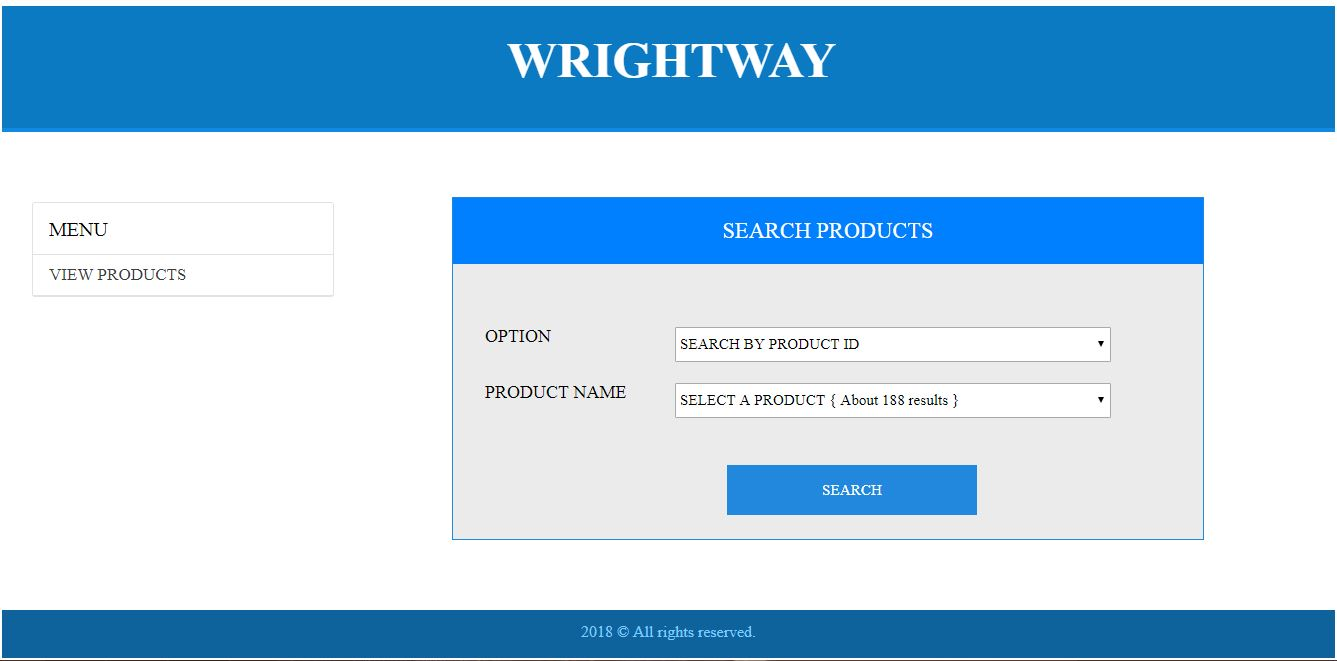 WRIGHTWAY
MENU
VIEW PRODUCTS
SEARCH PRODUCTS
OPTION
SEARCH BY PRODUCT ID
PRODUCT NAME
SELECT A PRODUCT { About 188 results }
SEARCH
2018 © All rights reserved.